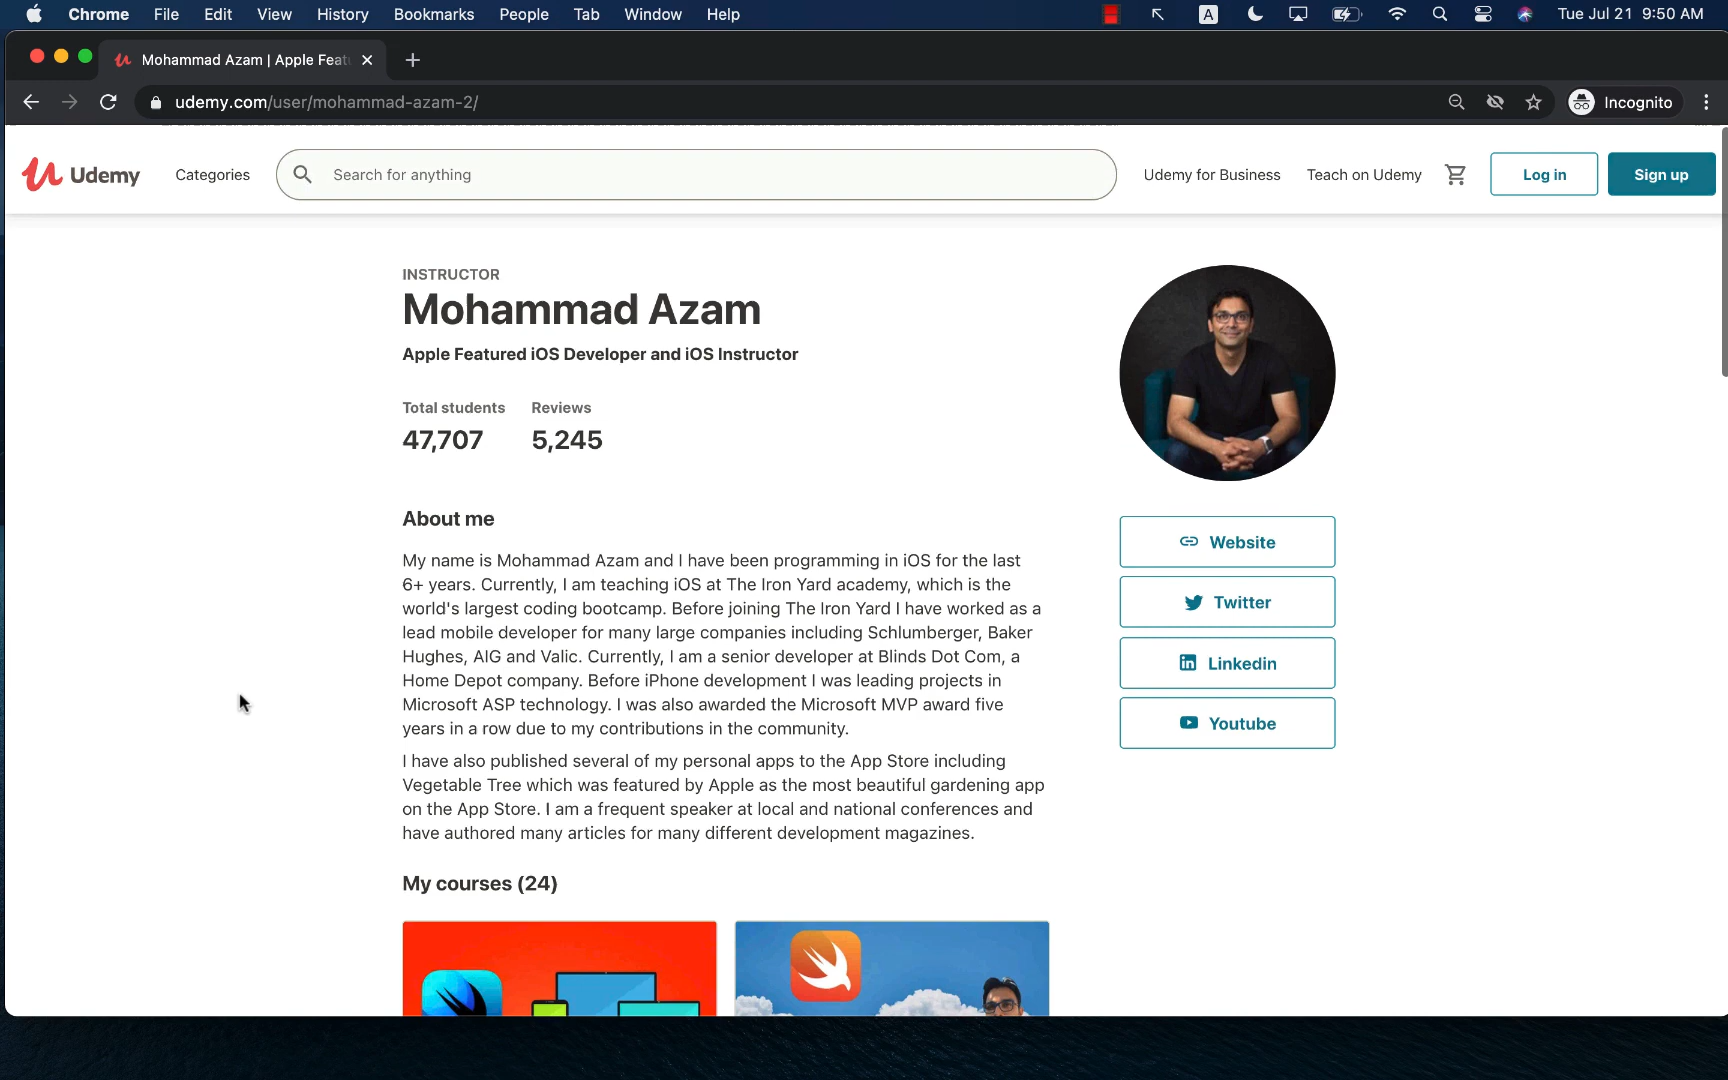 Chrome File Edit View History Bookmarks People Tab Window Help A Tue Jul 21 9:50 AM
Mohammad Azam | Apple Feat
udemy.com/user/mohammad-azam-2/ Incognito
Udemy Categories Search for anything Udemy for Business Teach on Udemy Log in Sign up
INSTRUCTOR
Mohammad Azam
Apple Featured iOS Developer and iOS Instructor
Total students Reviews
47,707 5,245
About me
My name is Mohammad Azam and I have been programming in iOS for the last
6+ years. Currently, I am teaching iOS at The Iron Yard academy, which is the
world's largest coding bootcamp. Before joining The Iron Yard I have worked as a
lead mobile developer for many large companies including Schlumberger, Baker
Hughes, AIG and Valic. Currently, I am a senior developer at Blinds Dot Com, a
Home Depot company. Before iPhone development I was leading projects in
Microsoft ASP technology. I was also awarded the Microsoft MVP award five
years in a row due to my contributions in the community.
I have also published several of my personal apps to the App Store including
Vegetable Tree which was featured by Apple as the most beautiful gardening app
on the App Store. I am a frequent speaker at local and national conferences and
have authored many articles for many different development magazines.
Website
Twitter
Linkedin
Youtube
My courses (24)